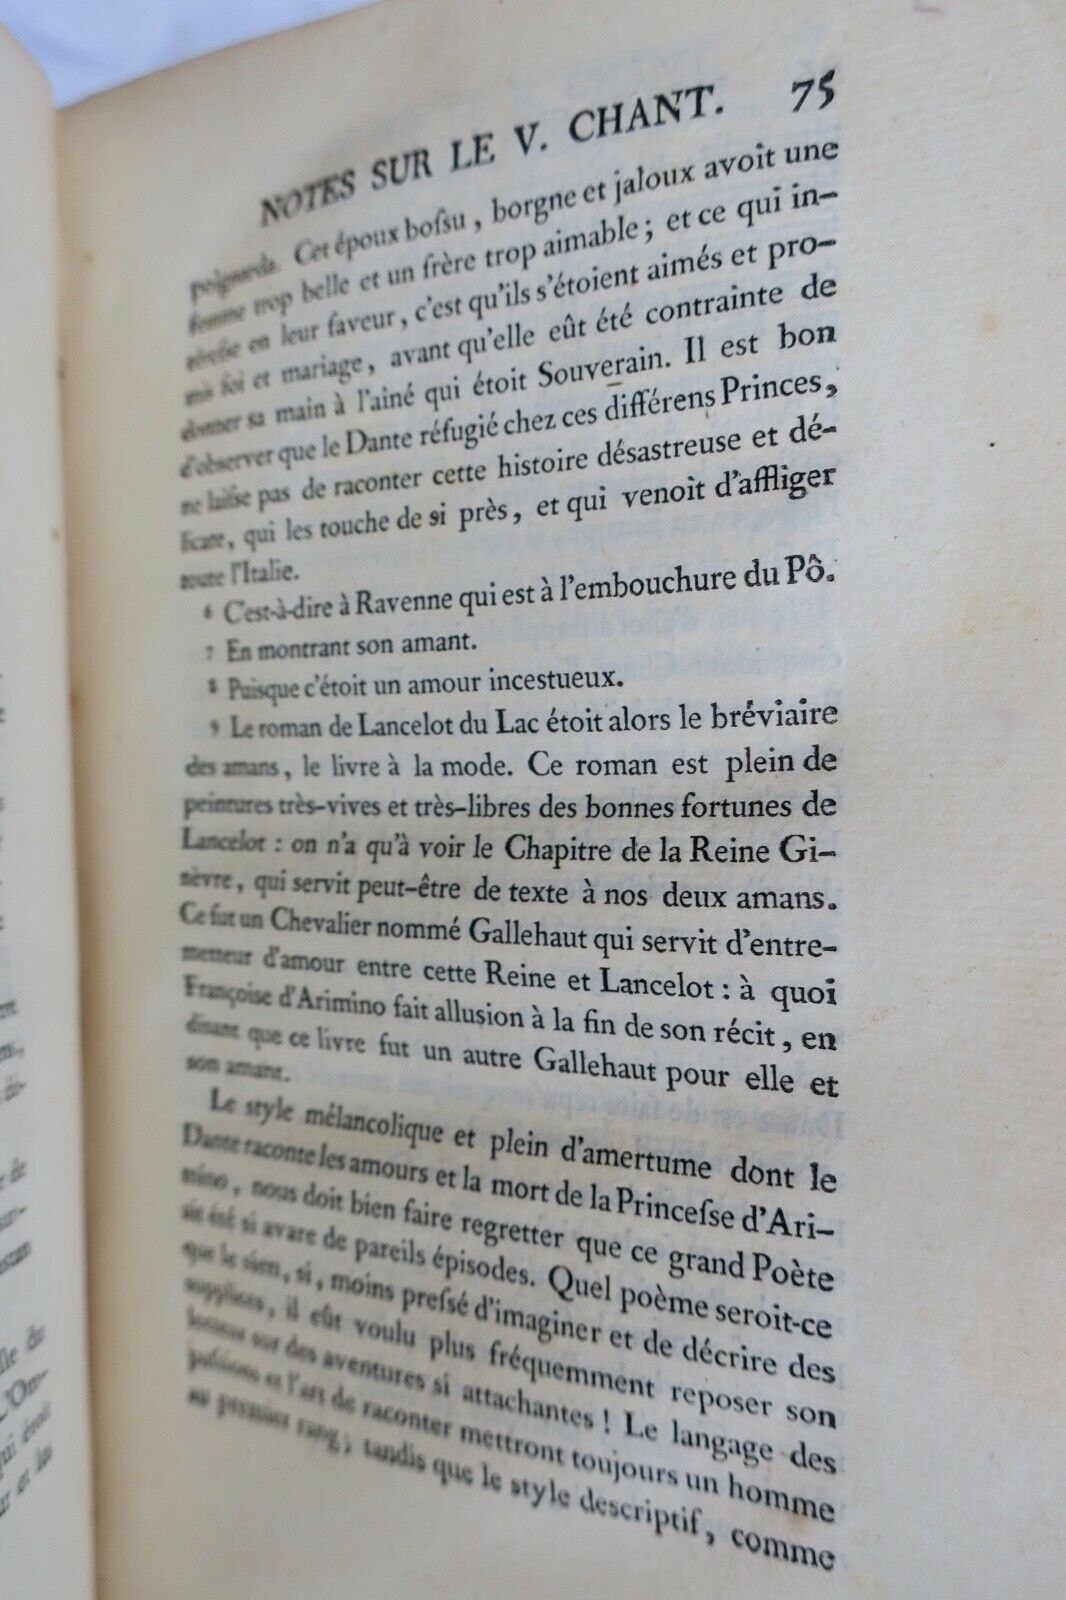 NOTES SUR LE V. CHANT. 75
poignarda. Cet époux bofsu, borgne et jaloux avoit une
femme trop belle et un frère trop aimable; et ce qui in-
téresse en leur faveur, c'est qu'ils s'étoient aimés et pro-
mis foi et mariage, avant qu'elle eût été contrainte de
donner sa main à l'ainé qui étoit Souverain. Il est bon
d'observer que le Dante réfugié chez ces différens Princes,
ne laifse pas de raconter cette histoire désastreuse et dé-
licate, qui les touche de si près, et qui venoit d'affliger
toute l'Italie.
6 C'est-à-dire à Ravenne qui est à l'embouchure du Pô.
7 En montrant son amant.
8 Puisque c'étoit un amour incestueux.
9 Le roman de Lancelot du Lac étoit alors le bréviaire
des amans, le livre à la mode. Ce roman est plein de
peintures très-vives et très-libres des bonnes fortunes de
Lancelot : on n'a qu'à voir le Chapitre de la Reine Gi-
nèvre, qui servit peut-être de texte à nos deux amans.
Ce fut un Chevalier nommé Gallehaut qui servit d'entre-
metteur d'amour entre cette Reine et Lancelot : à quoi
Françoise d'Arimino fait allusion à la fin de son récit, en
disant que ce livre fut un autre Gallehaut pour elle et
son amant.
Le style mélancolique et plein d'amertume dont le
Dante raconte les amours et la mort de la Princefse d'Ari-
mino, nous doit bien faire regretter que ce grand Poète
ait été si avare de pareils épisodes. Quel poème seroit-ce
que le sien, si, moins prefsé d'imaginer et de décrire des
supplices, il eût voulu plus fréquemment reposer son
lecteur sur des aventures si attachantes! Le langage des
pafsions et l'art de raconter mettront toujours un homme
au premier rang; tandis que le style descriptif, comme